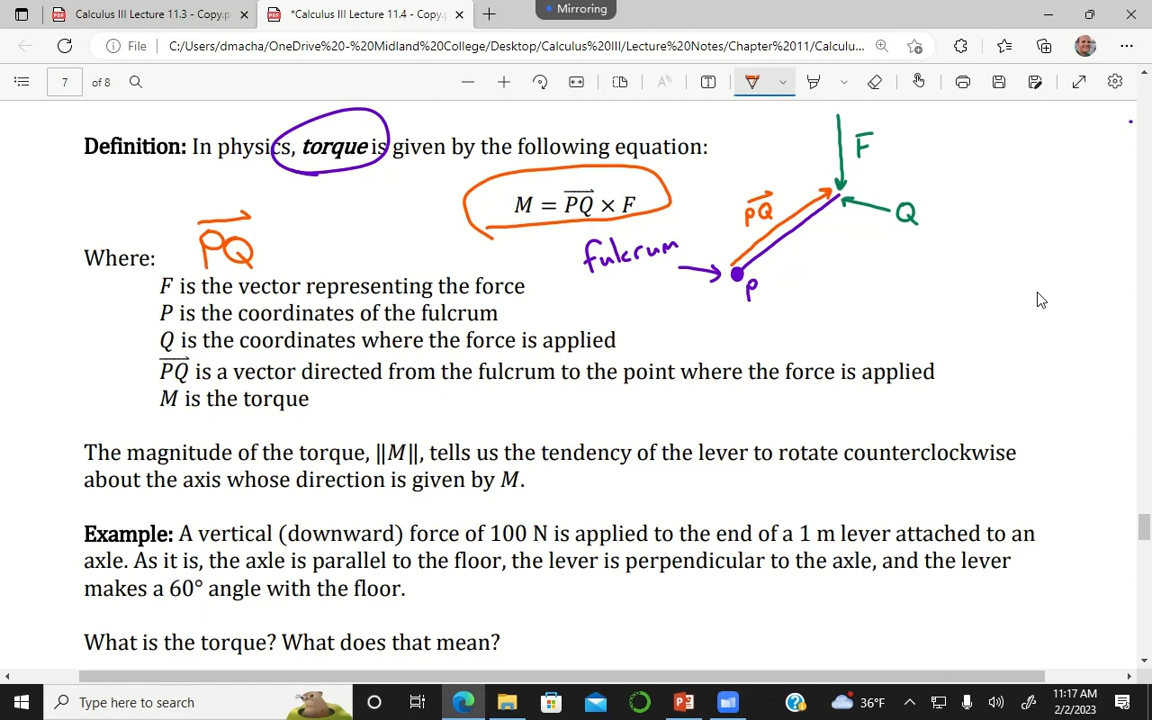 Mirroring
Calculus III Lecture 11.3 - Copy.p
*Calculus III Lecture 11.4 - Copy.
File
C:/Users/dmacha/OneDrive%20-%20Midland%20College/Desktop/Calculus%20III/Lecture%20Notes/Chapter%2011/Calculu...
7 of 8
Definition: In physics, torque is given by the following equation:
F
M = PQ × F
PQ
Q
PQ
fulcrum
Where:
P
F is the vector representing the force
P is the coordinates of the fulcrum
Q is the coordinates where the force is applied
PQ is a vector directed from the fulcrum to the point where the force is applied
M is the torque
The magnitude of the torque, ‖M‖, tells us the tendency of the lever to rotate counterclockwise
about the axis whose direction is given by M.
Example: A vertical (downward) force of 100 N is applied to the end of a 1 m lever attached to an
axle. As it is, the axle is parallel to the floor, the lever is perpendicular to the axle, and the lever
makes a 60° angle with the floor.
What is the torque? What does that mean?
Type here to search
36°F
11:17 AM
2/2/2023